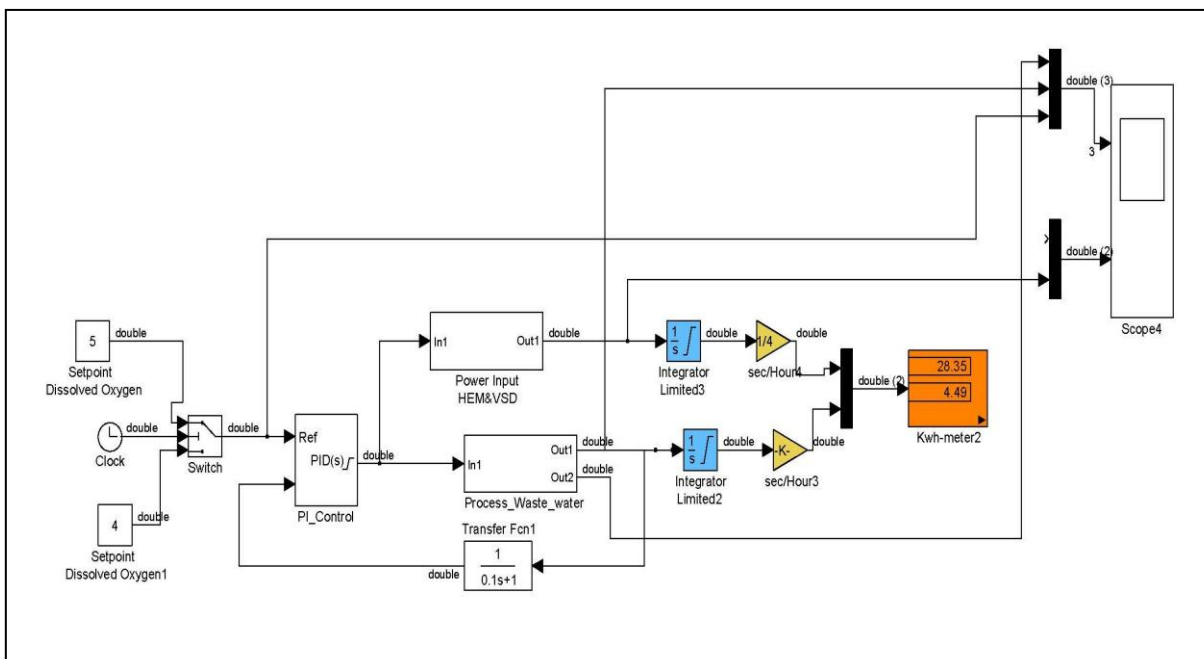 double (3)
3
double (2)
Scope4
5
double
Setpoint
Dissolved Oxygen
double
Clock
double
Switch
4
double
Setpoint
Dissolved Oxygen1
Ref
PID(s)
double
PI_Control
In1
Out1
double
Power Input
HEM&VSD
In1
Out1
double
Out2
double
Process_Waste_water
Transfer Fcn1
1
0.1s+1
double
1
s
double
Integrator
Limited3
1/4
double
sec/Hour4
1
s
double
Integrator
Limited2
-K-
double
sec/Hour3
double (2)
28.35
4.49
Kwh-meter2